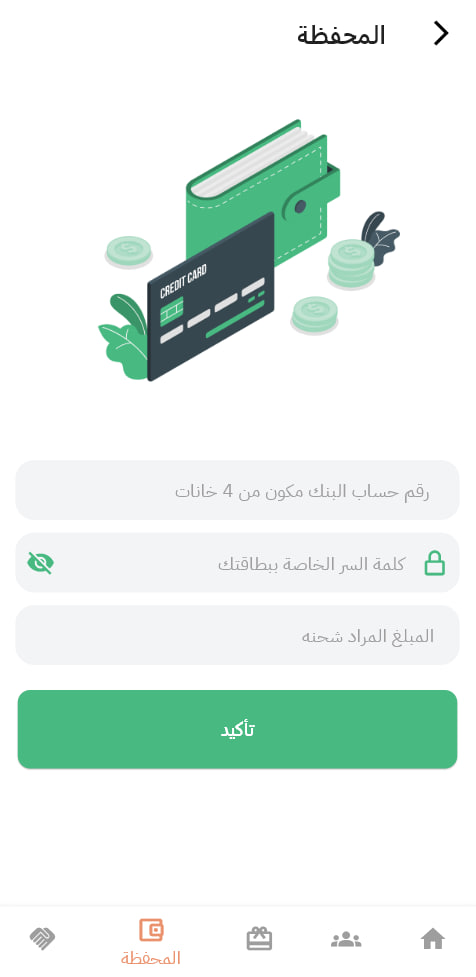 المحفظة
CREDIT CARD
رقم حساب البنك مكون من 4 خانات
كلمة السر الخاصة ببطاقتك
المبلغ المراد شحنه
تأكيد
المحفظة